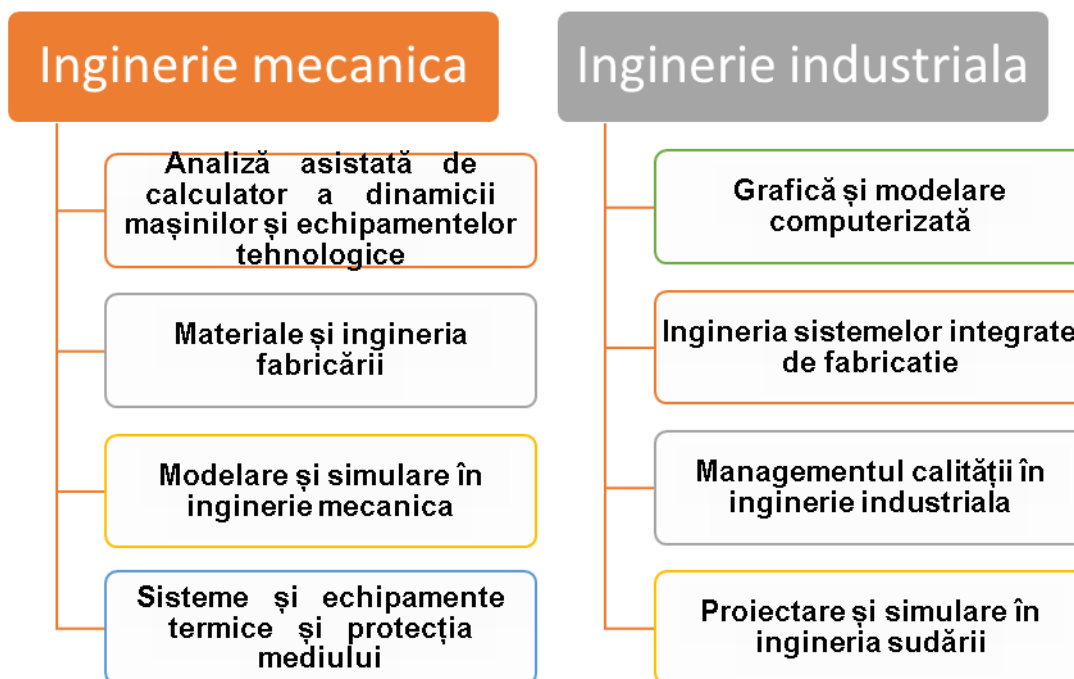 Inginerie mecanica
Analiză asistată de
calculator a dinamicii
mașinilor și echipamentelor
tehnologice
Materiale și ingineria
fabricării
Modelare și simulare în
inginerie mecanica
Sisteme și echipamente
termice și protecția
mediului
Inginerie industriala
Grafică și modelare
computerizată
Ingineria sistemelor integrate
de fabricatie
Managementul calității în
inginerie industriala
Proiectare și simulare în
ingineria sudării